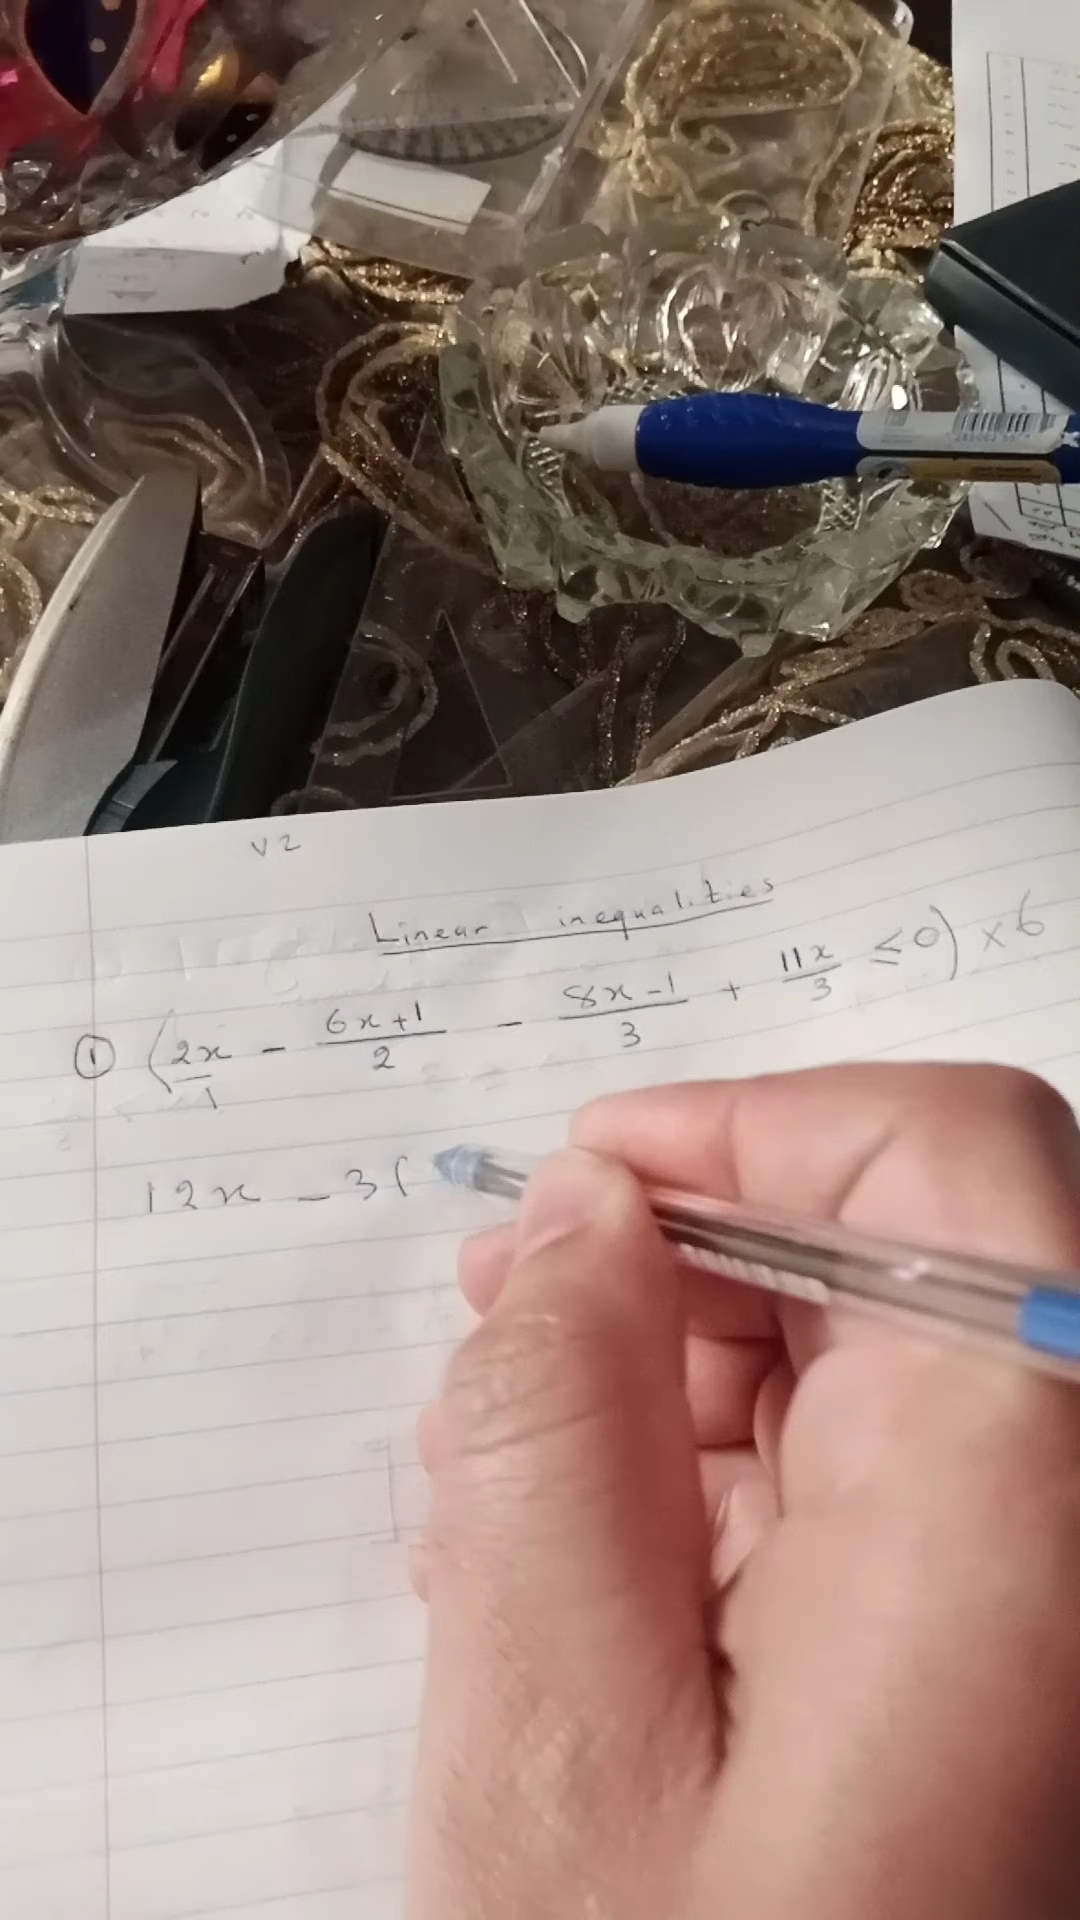 V2
Linear inequalities
① (2x/1 - 6x+1/2 - 8x-1/3 + 11x/3 ≤ 0) × 6
12x - 3(